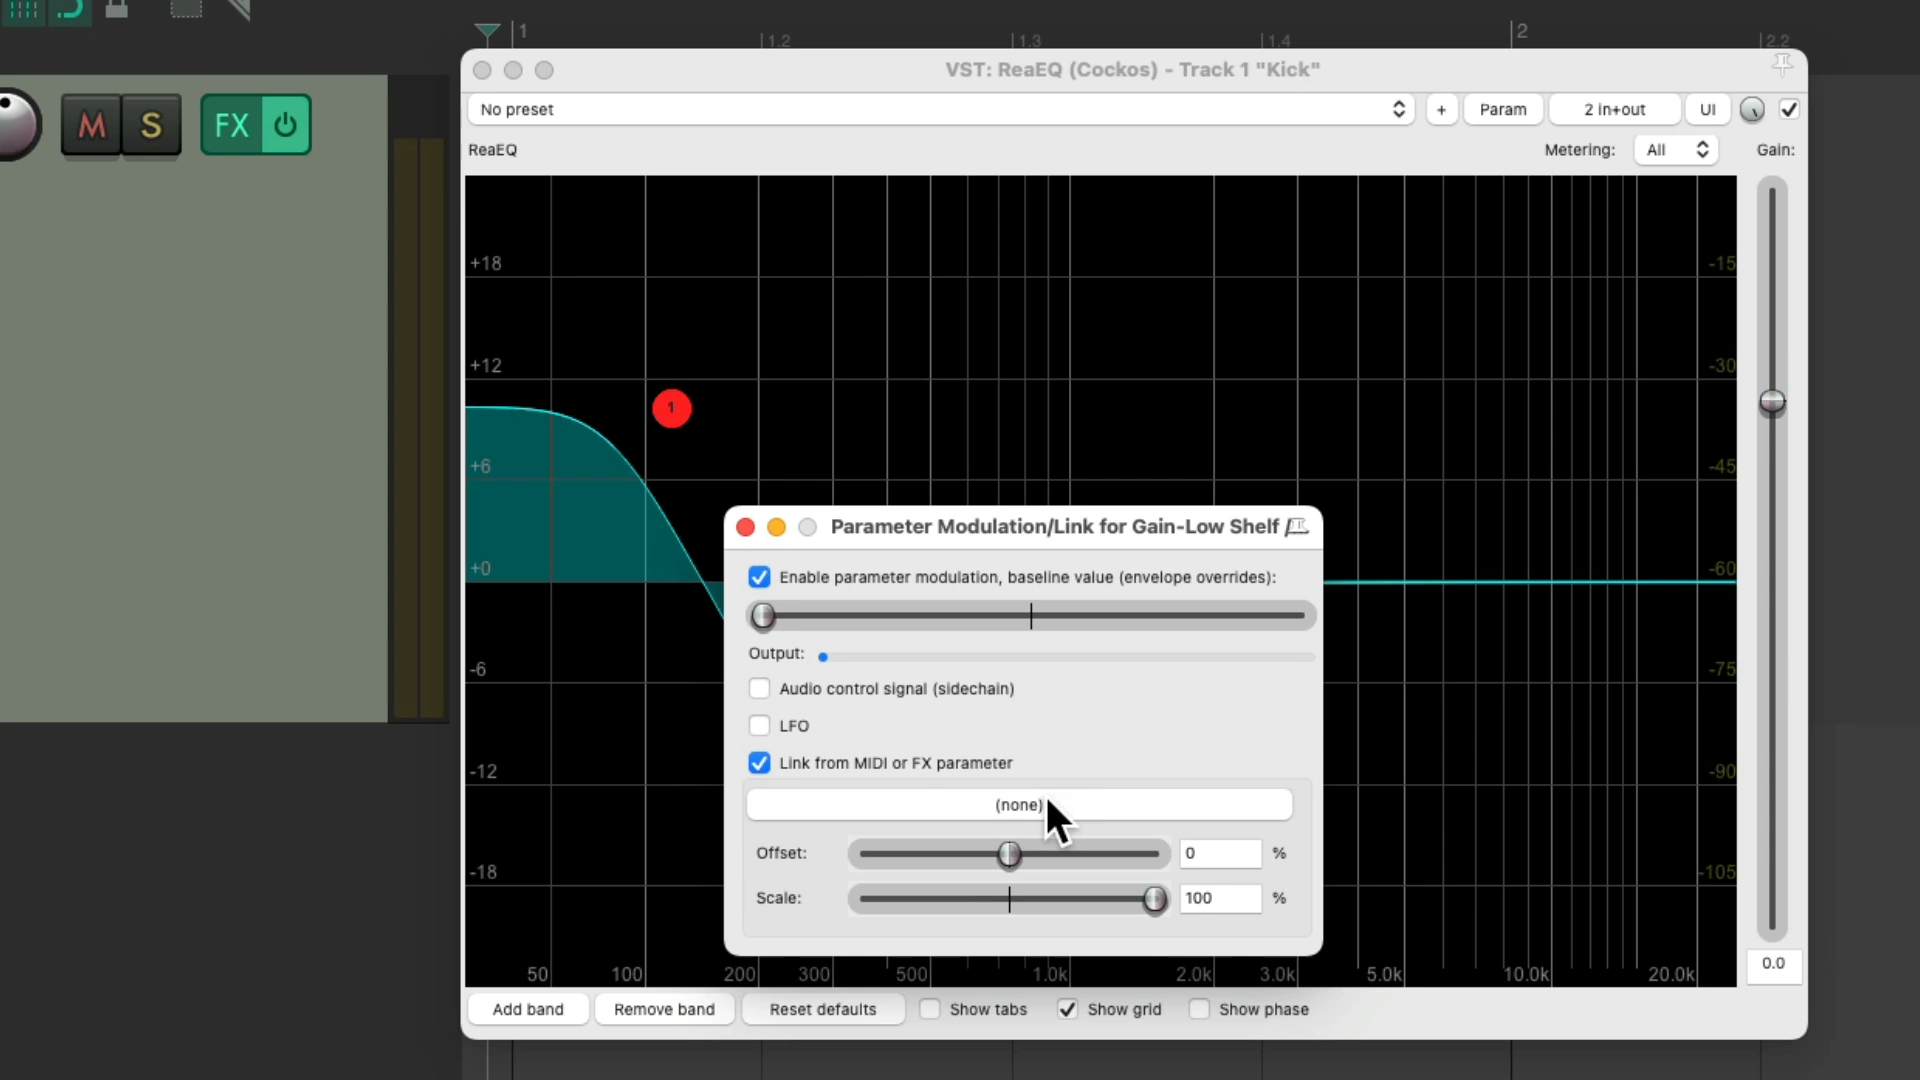 1
1.2
1.3
1.4
2
2.2
VST: ReaEQ (Cockos) - Track 1 "Kick"
M
S
FX
No preset
+
Param
2 in+out
UI
ReaEQ
Metering:
All
Gain:
+18
-15
+12
-30
1
+6
-45
Parameter Modulation/Link for Gain-Low Shelf /
+0
-60
Enable parameter modulation, baseline value (envelope overrides):
Output:
-6
-75
Audio control signal (sidechain)
LFO
Link from MIDI or FX parameter
-12
-90
(none)
Offset:
0
%
-18
-105
Scale:
100
%
50
100
200
300
500
1.0k
2.0k
3.0k
5.0k
10.0k
20.0k
0.0
Add band
Remove band
Reset defaults
Show tabs
Show grid
Show phase